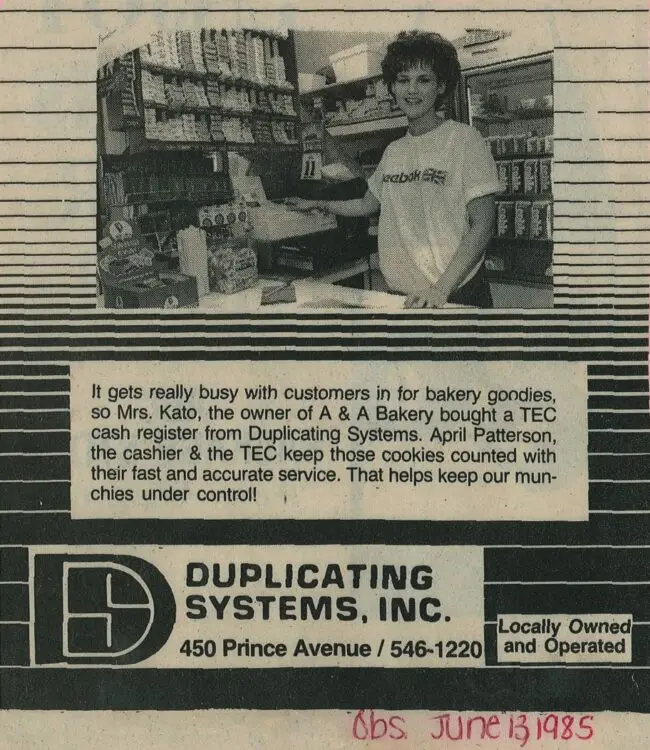 Reebok
It gets really busy with customers in for bakery goodies,
so Mrs. Kato, the owner of A & A Bakery bought a TEC
cash register from Duplicating Systems. April Patterson,
the cashier & the TEC keep those cookies counted with
their fast and accurate service. That helps keep our mun-
chies under control!
DS
DUPLICATING
SYSTEMS, INC.
450 Prince Avenue / 546-1220
Locally Owned
and Operated
Obs. June 13, 1985